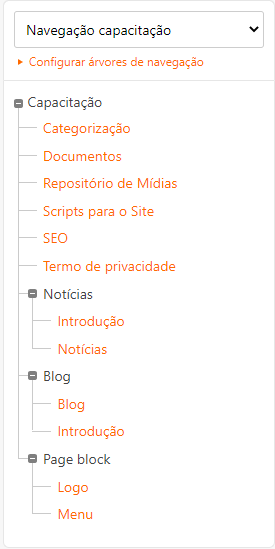 Navegação capacitação
Configurar árvores de navegação
Capacitação
Categorização
Documentos
Repositório de Mídias
Scripts para o Site
SEO
Termo de privacidade
Notícias
Introdução
Notícias
Blog
Blog
Introdução
Page block
Logo
Menu